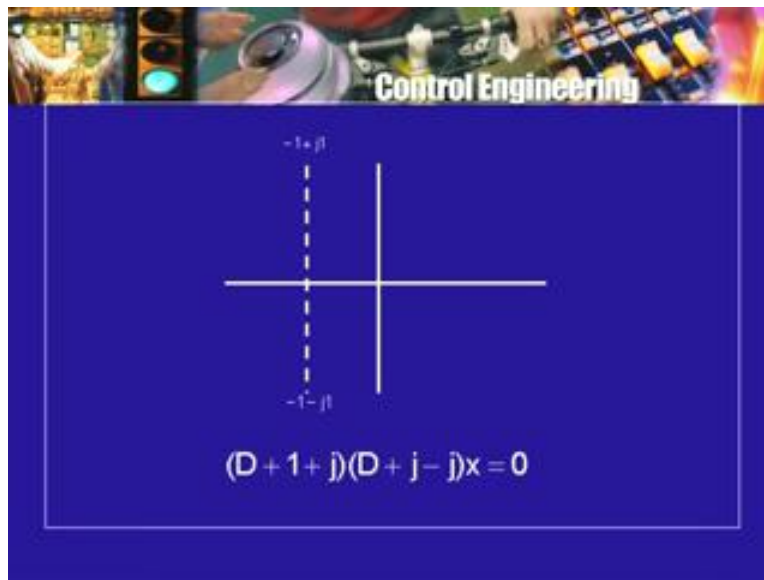 Control Engineering
−1+ j1
−1− j1
(D + 1 + j)(D + j − j)x = 0